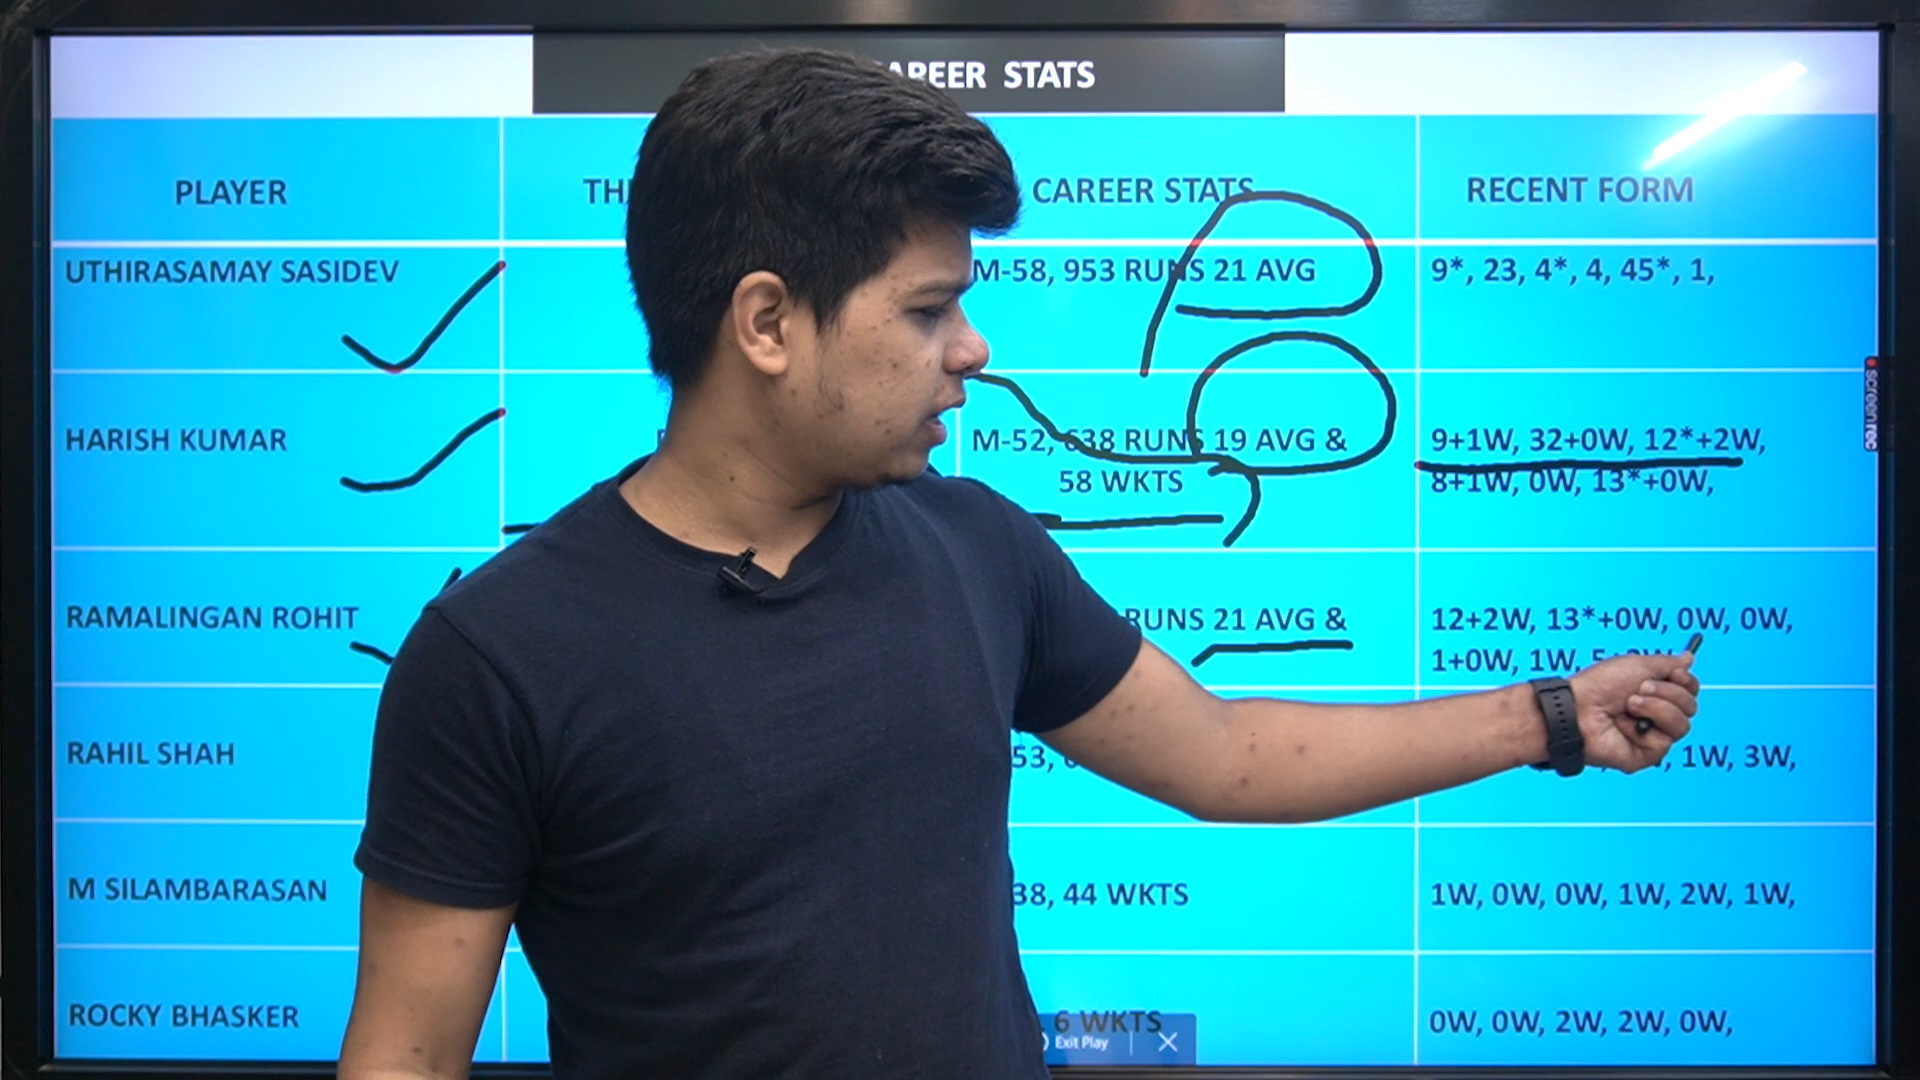 CAREER STATS
PLAYER
CAREER STATS
RECENT FORM
UTHIRASAMAY SASIDEV
M-58, 953 RUNS 21 AVG
9*, 23, 4*, 4, 45*, 1,
HARISH KUMAR
M-52, 638 RUNS 19 AVG &
58 WKTS
9+1W, 32+0W, 12*+2W,
8+1W, 0W, 13*+0W,
RAMALINGAN ROHIT
RUNS 21 AVG &
12+2W, 13*+0W, 0W, 0W,
1+0W, 1W,
RAHIL SHAH
53,
1W, 3W,
M SILAMBARASAN
38, 44 WKTS
1W, 0W, 0W, 1W, 2W, 1W,
ROCKY BHASKER
6 WKTS
0W, 0W, 2W, 2W, 0W,
Exit Play
screenrec